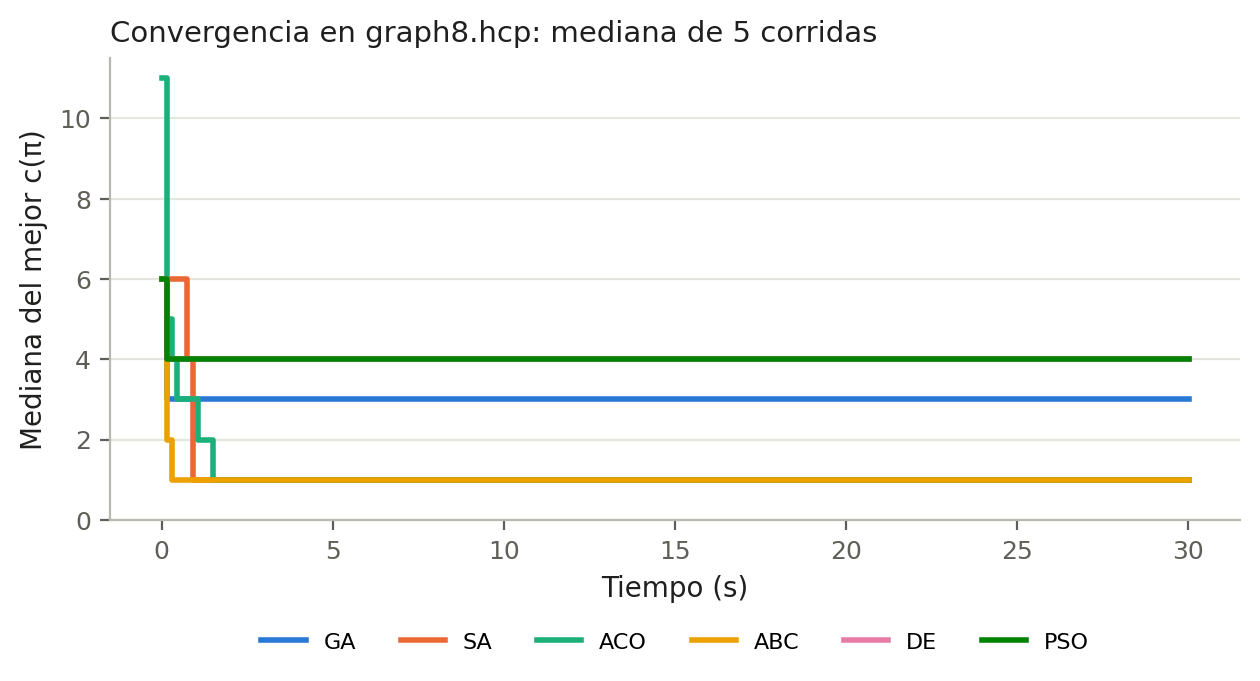 Convergencia en graph8.hcp: mediana de 5 corridas
Mediana del mejor c(π)
10
8
6
4
2
0
0 5 10 15 20 25 30
Tiempo (s)
GA SA ACO ABC DE PSO